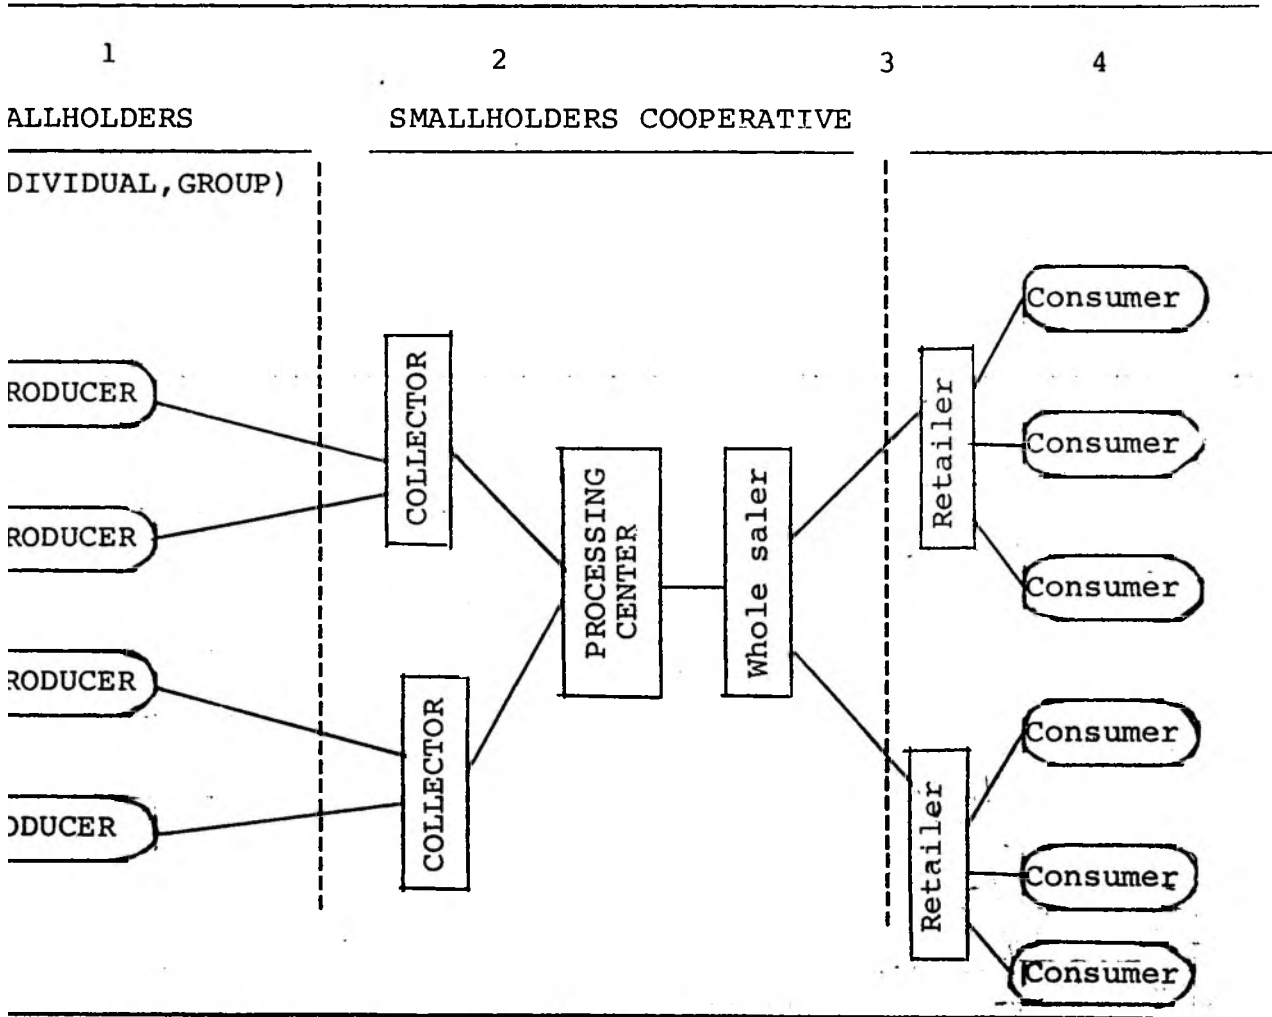 1 2 3 4
ALLHOLDERS SMALLHOLDERS COOPERATIVE
DIVIDUAL,GROUP)
RODUCER
RODUCER
RODUCER
ODUCER
COLLECTOR
COLLECTOR
PROCESSING
CENTER
Whole saler
Retailer
Retailer
Consumer
Consumer
Consumer
Consumer
Consumer
Consumer